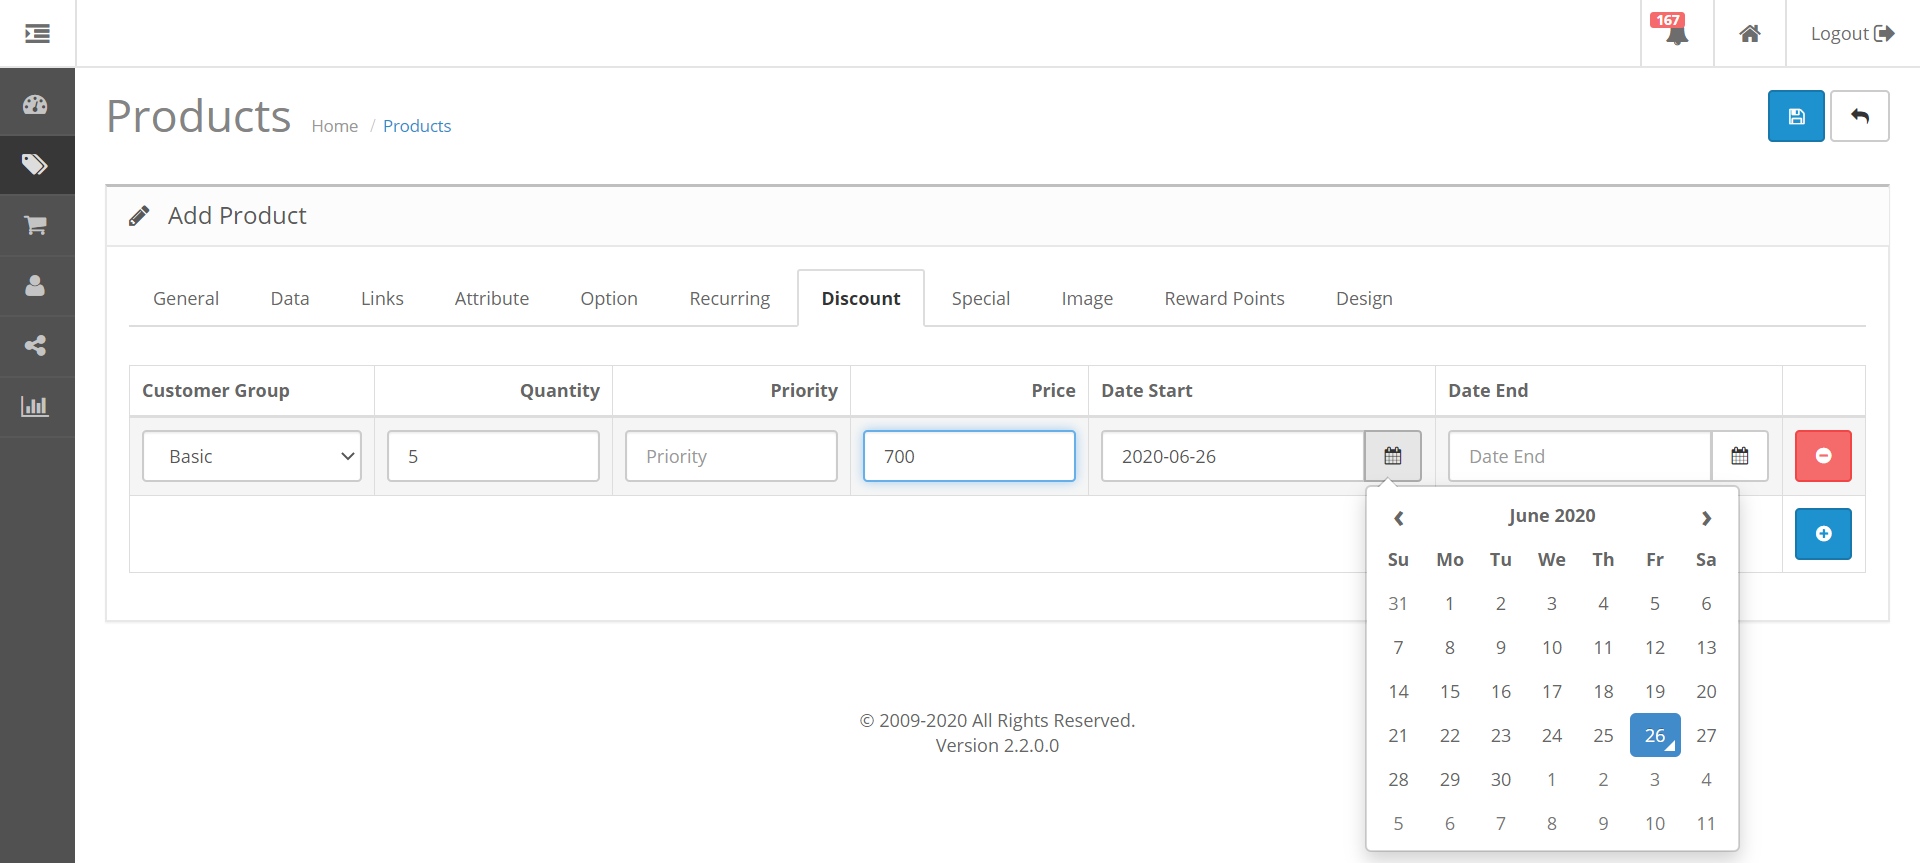 167
Logout
Products Home / Products
Add Product
General Data Links Attribute Option Recurring Discount Special Image Reward Points Design
Customer Group Quantity Priority Price Date Start Date End
Basic 5 Priority 700 2020-06-26 Date End
‹ June 2020 ›
Su Mo Tu We Th Fr Sa
31 1 2 3 4 5 6
7 8 9 10 11 12 13
14 15 16 17 18 19 20
21 22 23 24 25 26 27
28 29 30 1 2 3 4
5 6 7 8 9 10 11
© 2009-2020 All Rights Reserved.
Version 2.2.0.0